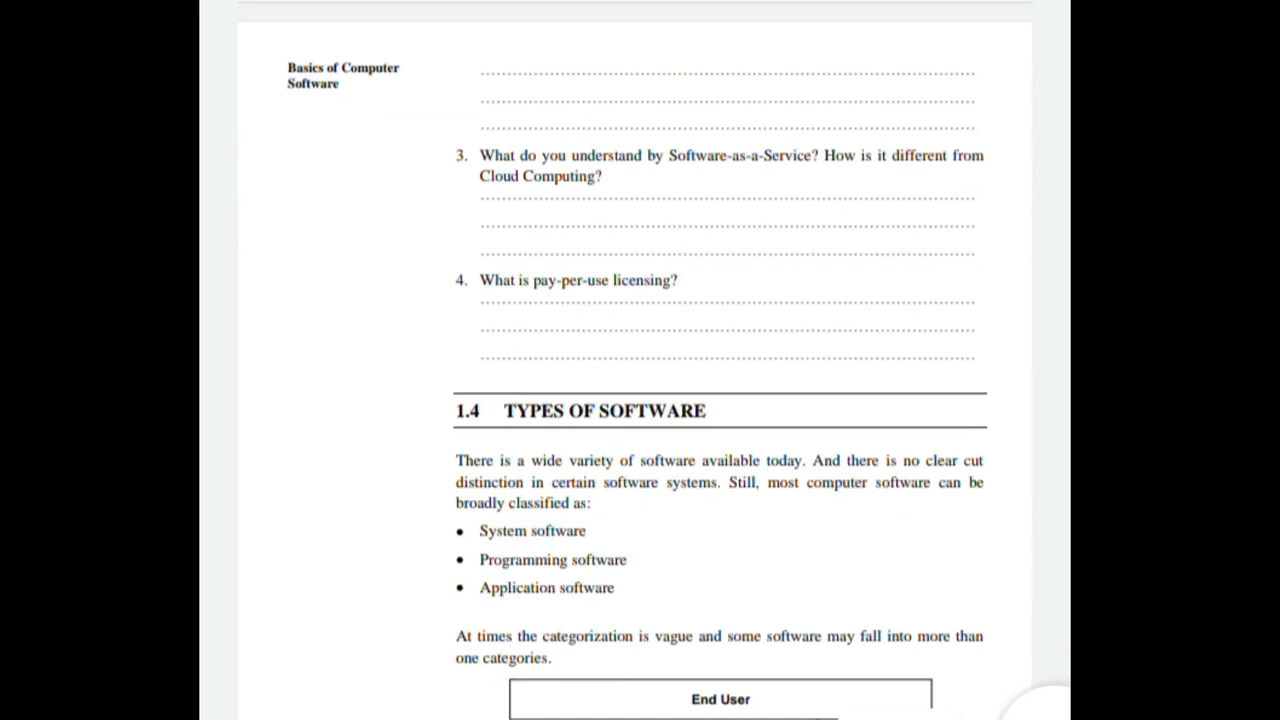 Basics of Computer
Software
................................................................................
................................................................................
................................................................................
3. What do you understand by Software-as-a-Service? How is it different from
Cloud Computing?
................................................................................
................................................................................
................................................................................
4. What is pay-per-use licensing?
................................................................................
................................................................................
................................................................................
1.4 TYPES OF SOFTWARE
There is a wide variety of software available today. And there is no clear cut
distinction in certain software systems. Still, most computer software can be
broadly classified as:
• System software
• Programming software
• Application software
At times the categorization is vague and some software may fall into more than
one categories.
End User